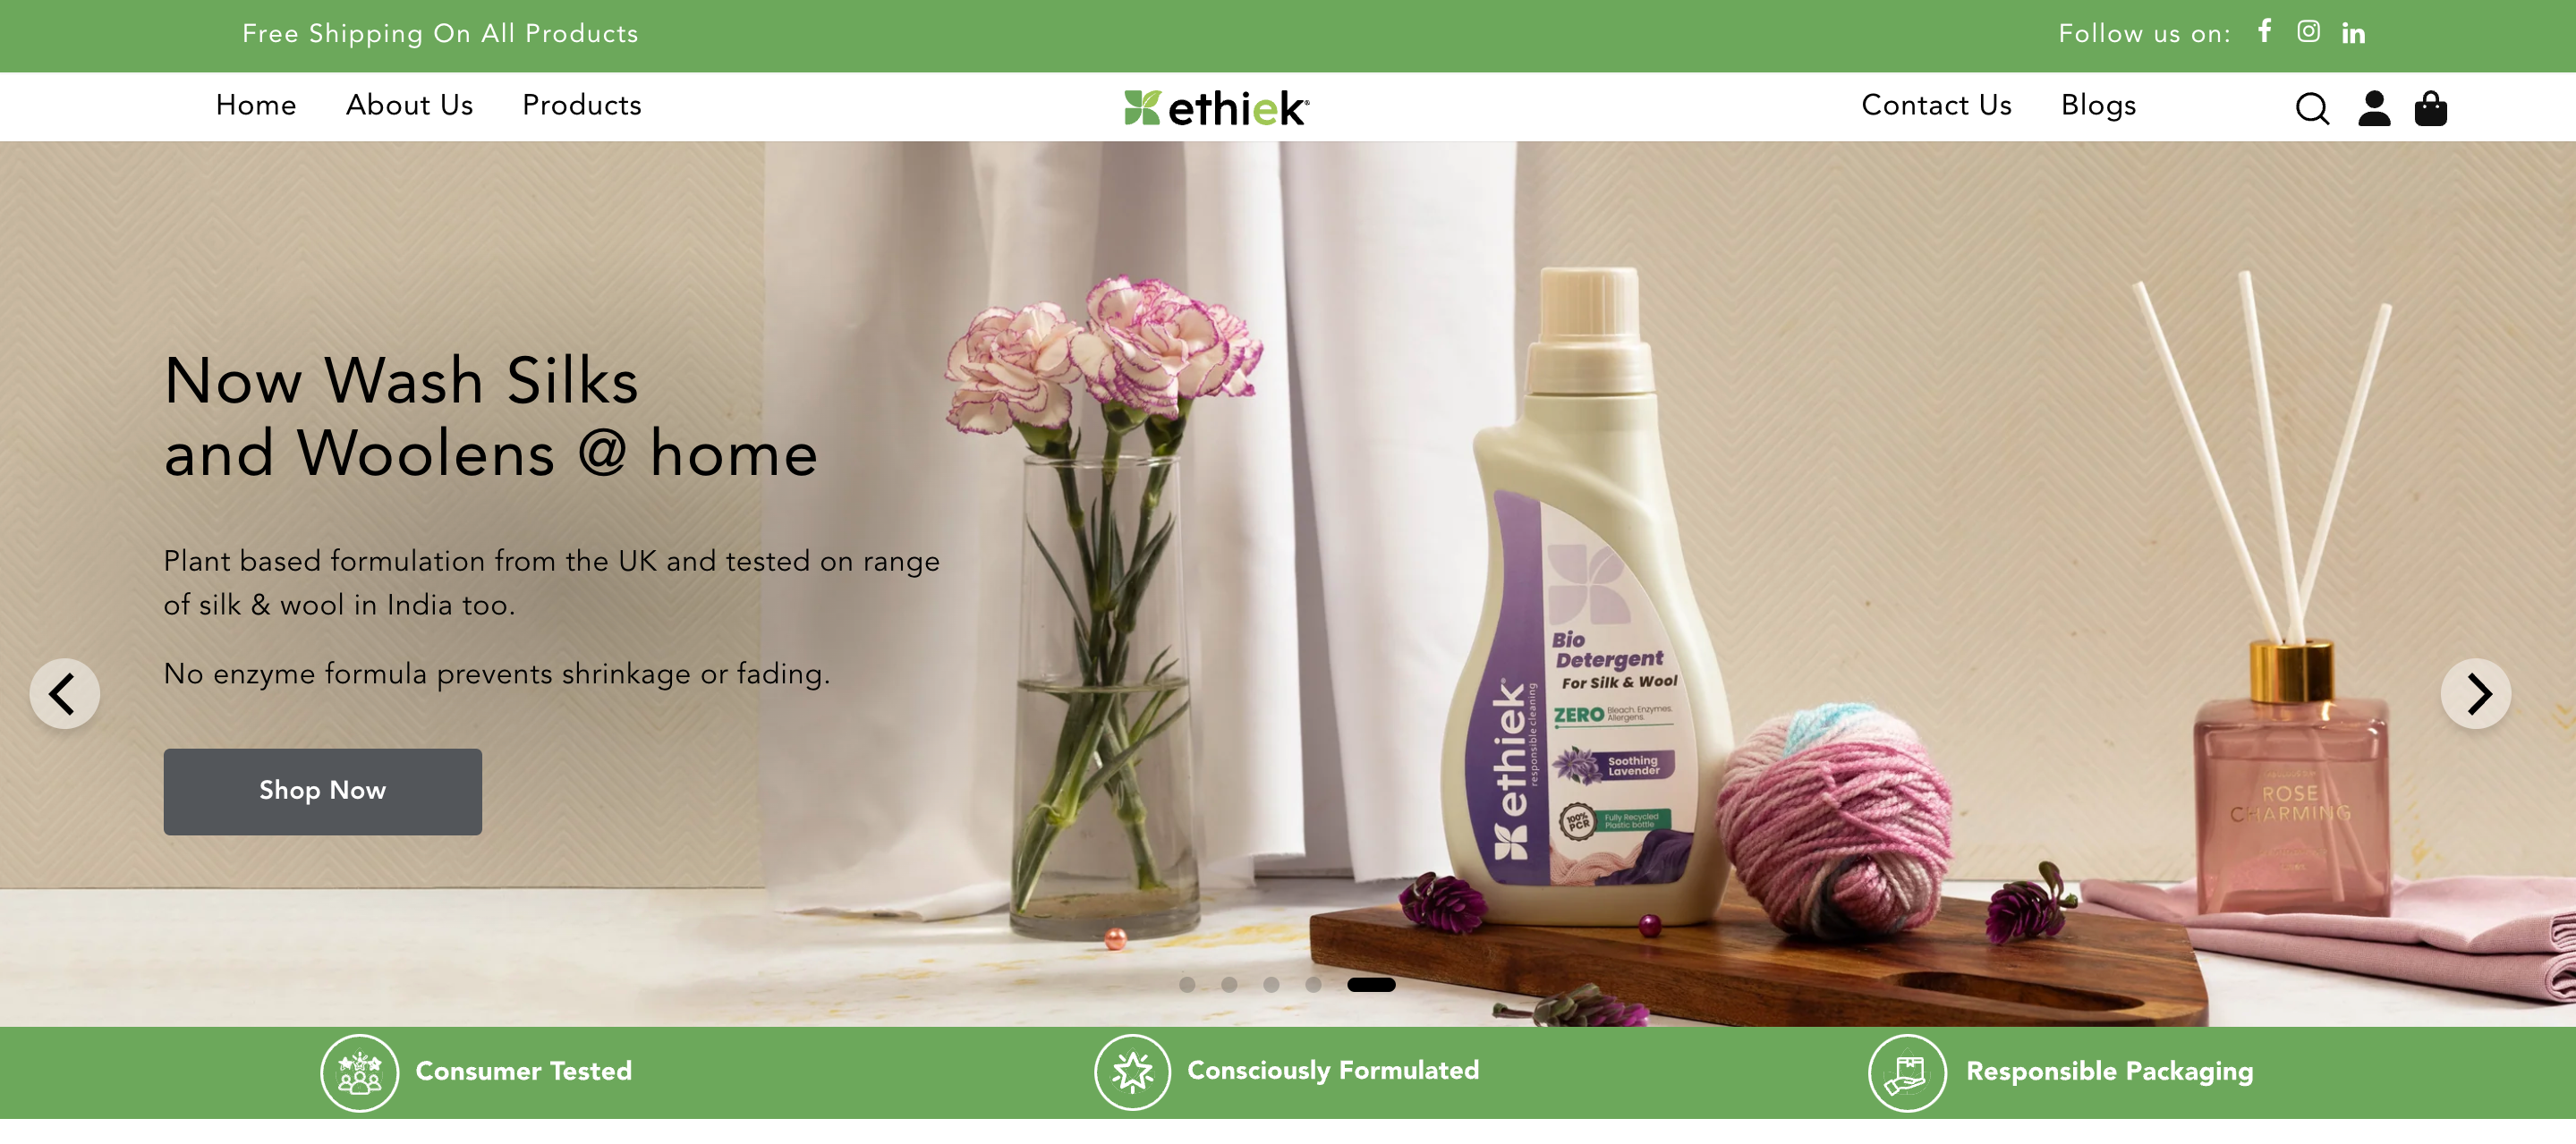 Free Shipping On All Products
Follow us on:
Home
About Us
Products
ethiek®
Contact Us
Blogs
Now Wash Silks
and Woolens @ home
Plant based formulation from the UK and tested on range
of silk & wool in India too.
No enzyme formula prevents shrinkage or fading.
Shop Now
ethiek®
responsible cleaning
Bio
Detergent
For Silk & Wool
ZERO
Bleach. Enzymes.
Allergens.
Soothing
Lavender
100%
PCR
Fully Recycled
Plastic bottle
ROSE
CHARMING
Consumer Tested
Consciously Formulated
Responsible Packaging